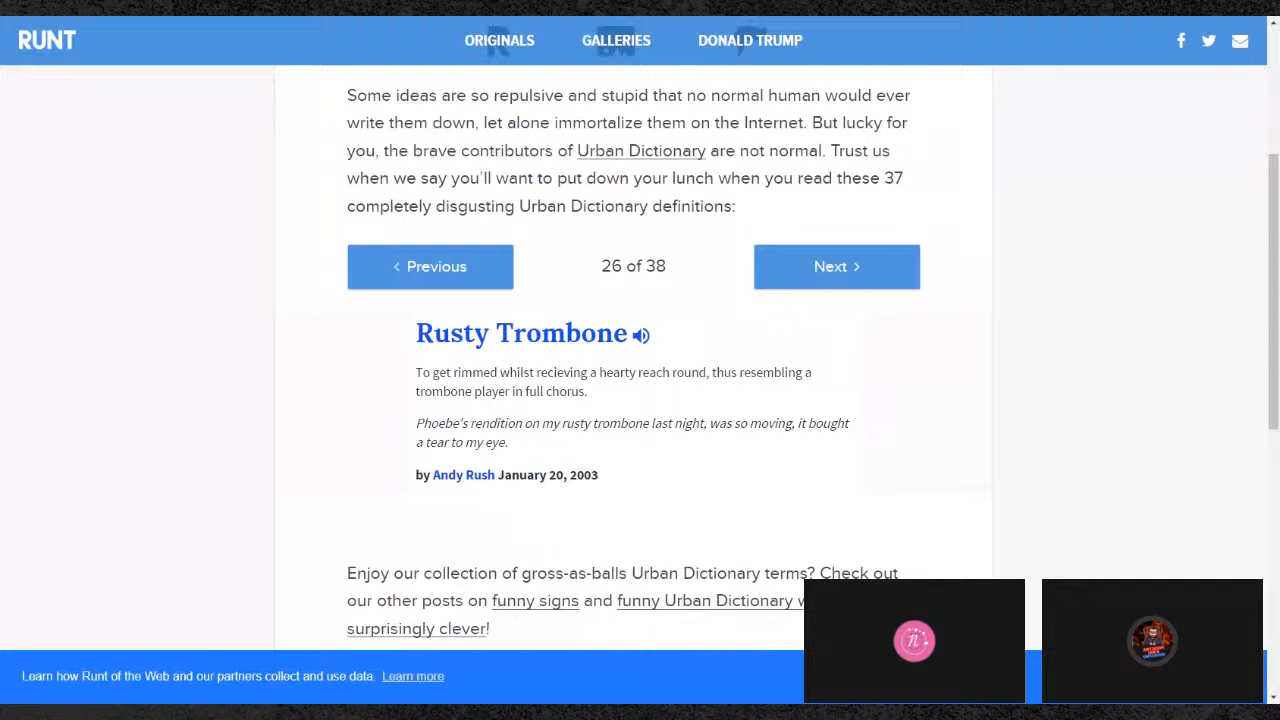 RUNT
ORIGINALS
GALLERIES
DONALD TRUMP
Some ideas are so repulsive and stupid that no normal human would ever
write them down, let alone immortalize them on the Internet. But lucky for
you, the brave contributors of Urban Dictionary are not normal. Trust us
when we say you'll want to put down your lunch when you read these 37
completely disgusting Urban Dictionary definitions:
Previous
26 of 38
Next
Rusty Trombone
To get rimmed whilst recieving a hearty reach round, thus resembling a
trombone player in full chorus.
Phoebe's rendition on my rusty trombone last night, was so moving, it bought
a tear to my eye.
by Andy Rush January 20, 2003
Enjoy our collection of gross-as-balls Urban Dictionary terms? Check out
our other posts on funny signs and funny Urban Dictionary
surprisingly clever!
Learn how Runt of the Web and our partners collect and use data. Learn more
n